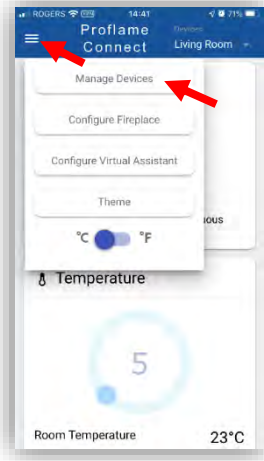 ROGERS 14:41 71%
Proflame Connect
Devices
Living Room
Manage Devices
Configure Fireplace
Configure Virtual Assistant
Theme
°C °F
Temperature
5
Room Temperature 23°C